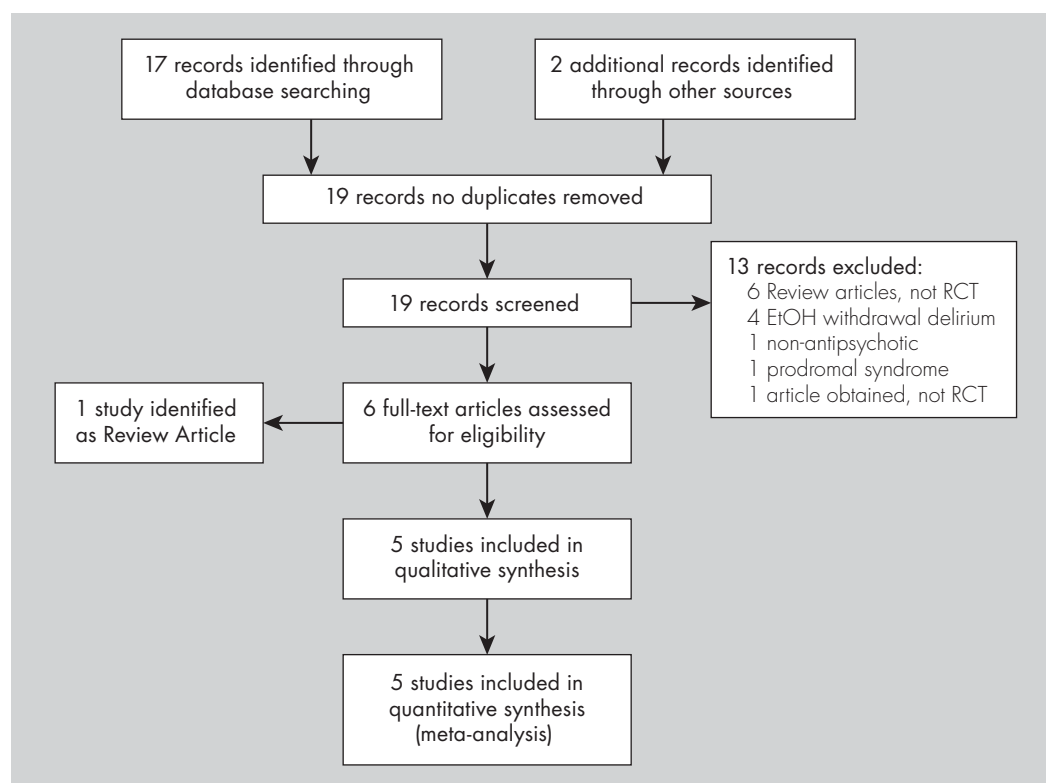 17 records identified through
database searching
2 additional records identified
through other sources
19 records no duplicates removed
19 records screened
13 records excluded:
6 Review articles, not RCT
4 EtOH withdrawal delirium
1 non-antipsychotic
1 prodromal syndrome
1 article obtained, not RCT
1 study identified
as Review Article
6 full-text articles assessed
for eligibility
5 studies included in
qualitative synthesis
5 studies included in
quantitative synthesis
(meta-analysis)